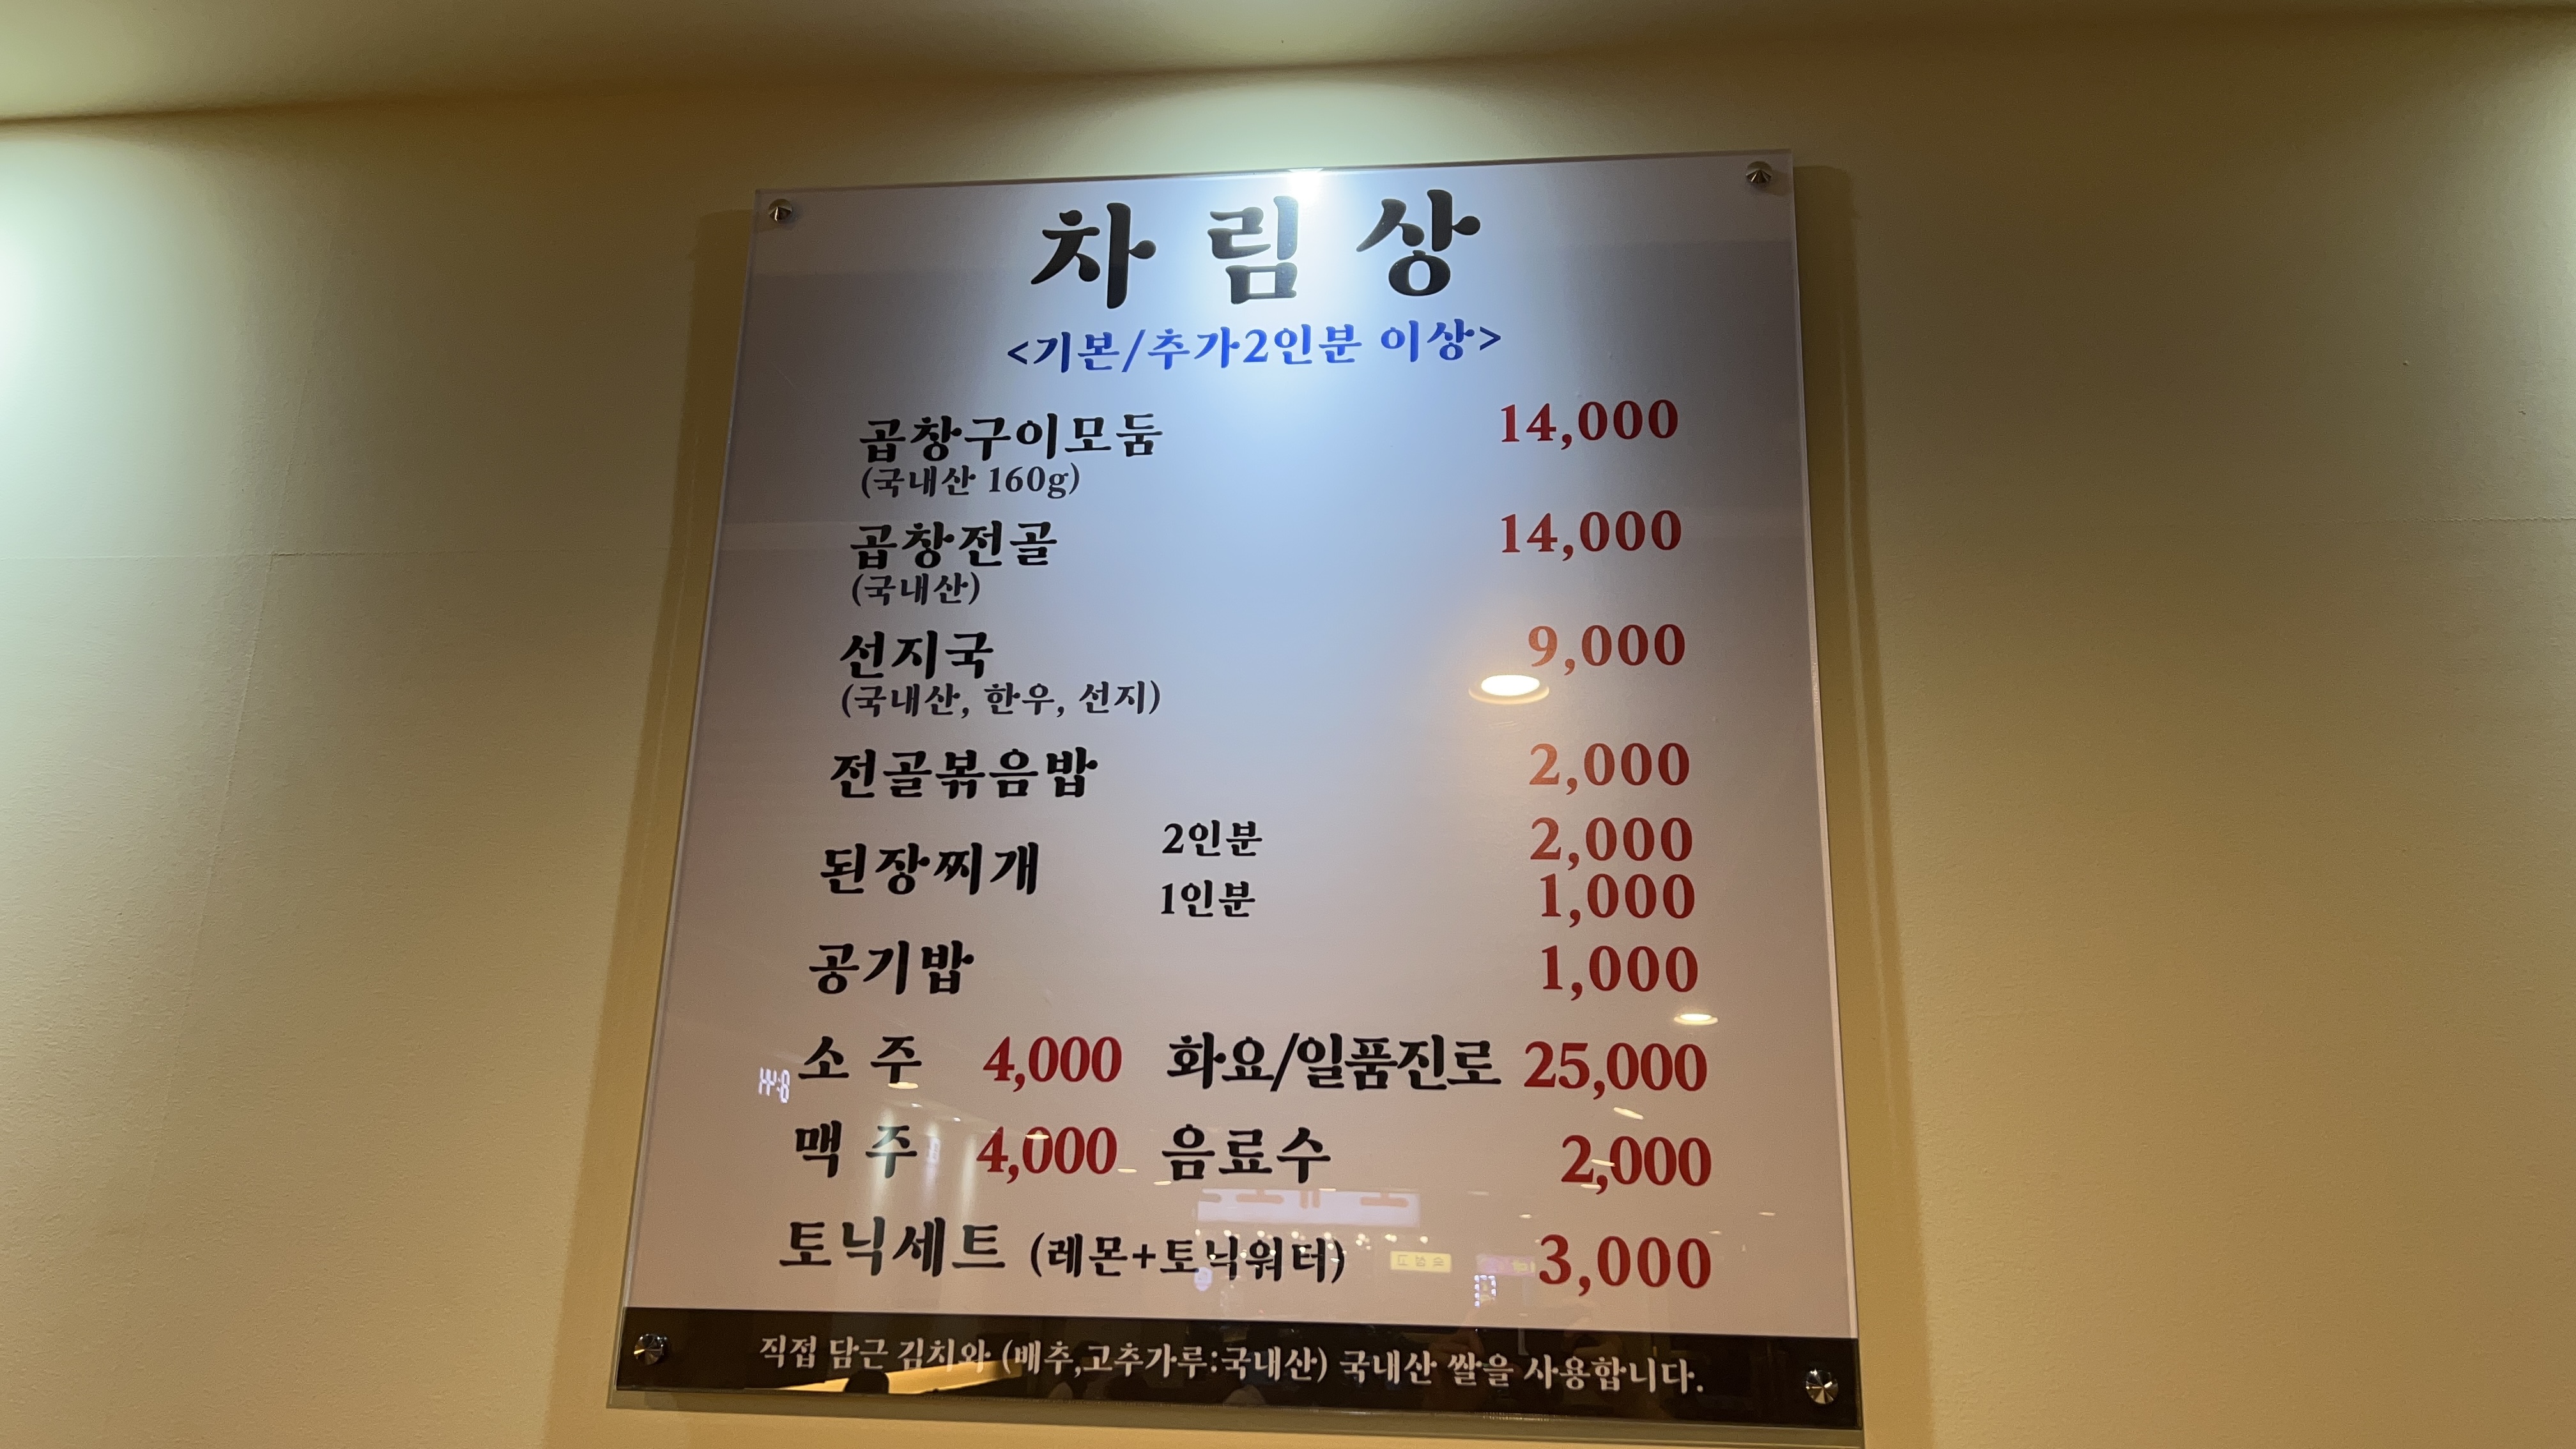 차림상
<기본/추가2인분 이상>
곱창구이모둠 14,000
(국내산 160g)
곱창전골 14,000
(국내산)
선지국 9,000
(국내산, 한우, 선지)
전골볶음밥 2,000
된장찌개 2인분 2,000
1인분 1,000
공기밥 1,000
소주 4,000 화요/일품진로 25,000
맥주 4,000 음료수 2,000
토닉세트 (레몬+토닉워터) 3,000
직접 담근 김치와 (배추,고추가루:국내산) 국내산 쌀을 사용합니다.